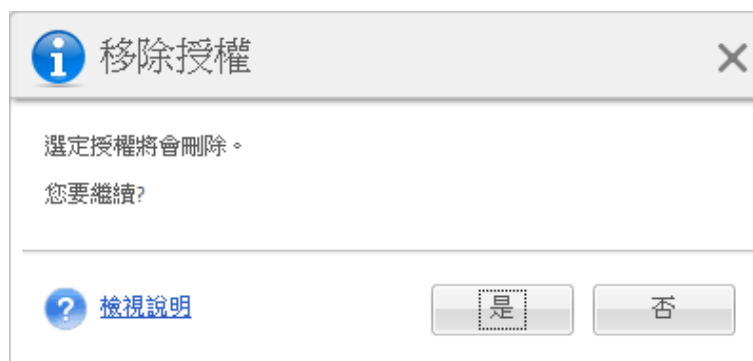 移除授權
選定授權將會刪除。
您要繼續?
檢視說明
是
否